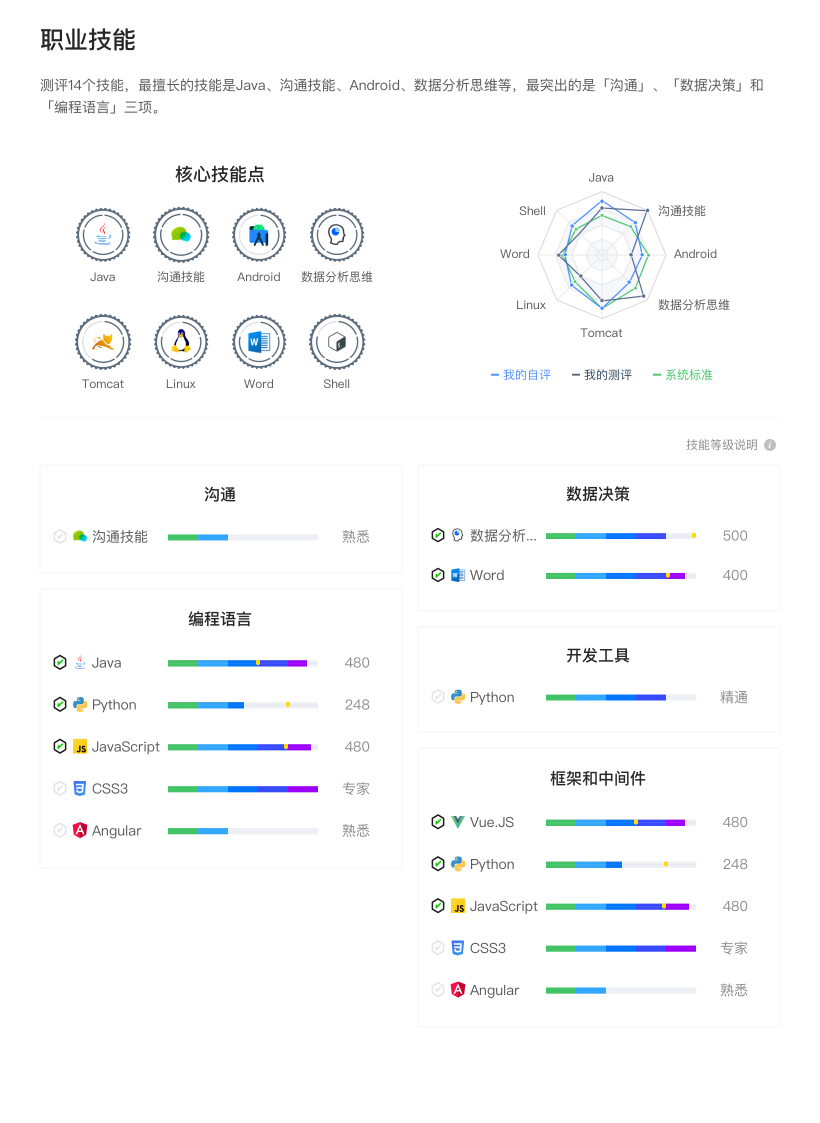 职业技能
测评14个技能，最擅长的技能是Java、沟通技能、Android、数据分析思维等，最突出的是「沟通」、「数据决策」和
「编程语言」三项。
核心技能点
Java
沟通技能
Android
数据分析思维
Tomcat
Linux
Word
Shell
Java
沟通技能
Android
数据分析思维
Tomcat
Linux
Word
Shell
我的自评
我的测评
系统标准
技能等级说明
沟通
沟通技能 熟悉
编程语言
Java 480
Python 248
JavaScript 480
CSS3 专家
Angular 熟悉
数据决策
数据分析... 500
Word 400
开发工具
Python 精通
框架和中间件
Vue.JS 480
Python 248
JavaScript 480
CSS3 专家
Angular 熟悉